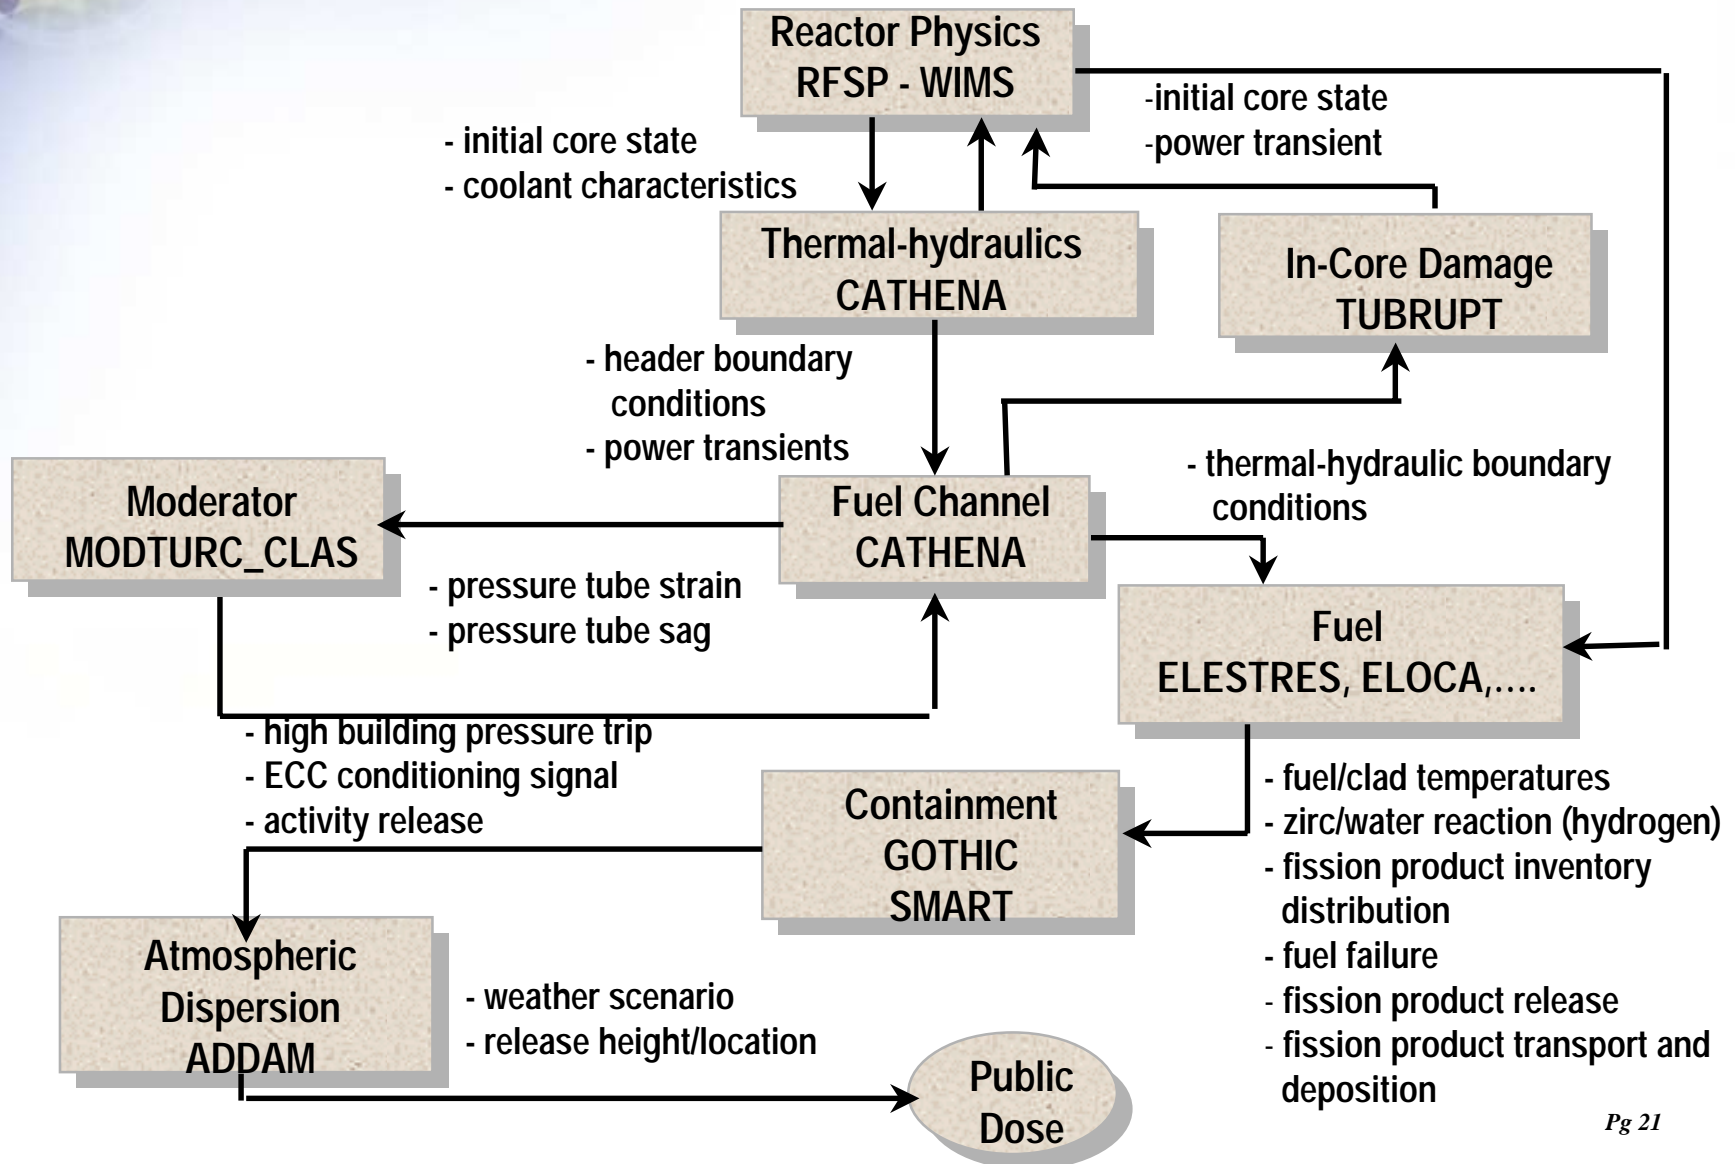 Reactor Physics
RFSP - WIMS
-initial core state
-power transient
- initial core state
- coolant characteristics
Thermal-hydraulics
CATHENA
In-Core Damage
TUBRUPT
- header boundary
conditions
- power transients
- thermal-hydraulic boundary
conditions
Moderator
MODTURC_CLAS
Fuel Channel
CATHENA
- pressure tube strain
- pressure tube sag
Fuel
ELESTRES, ELOCA,....
- high building pressure trip
- ECC conditioning signal
- activity release
Containment
GOTHIC
SMART
- fuel/clad temperatures
- zirc/water reaction (hydrogen)
- fission product inventory
distribution
- fuel failure
- fission product release
- fission product transport and
deposition
Atmospheric
Dispersion
ADDAM
- weather scenario
- release height/location
Public
Dose
Pg 21